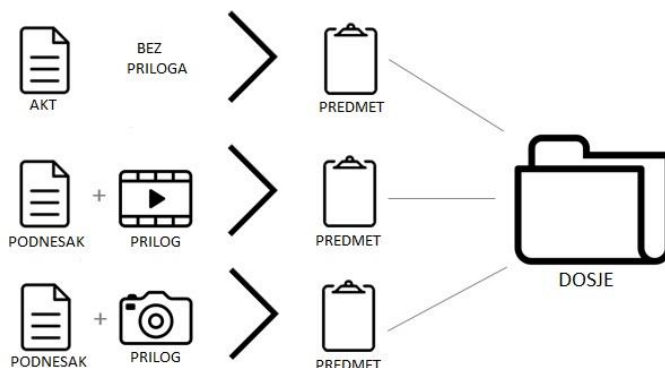 BEZ
PRILOGA
AKT
PREDMET
+
PODNESAK
PRILOG
PREDMET
DOSJE
+
PODNESAK
PRILOG
PREDMET